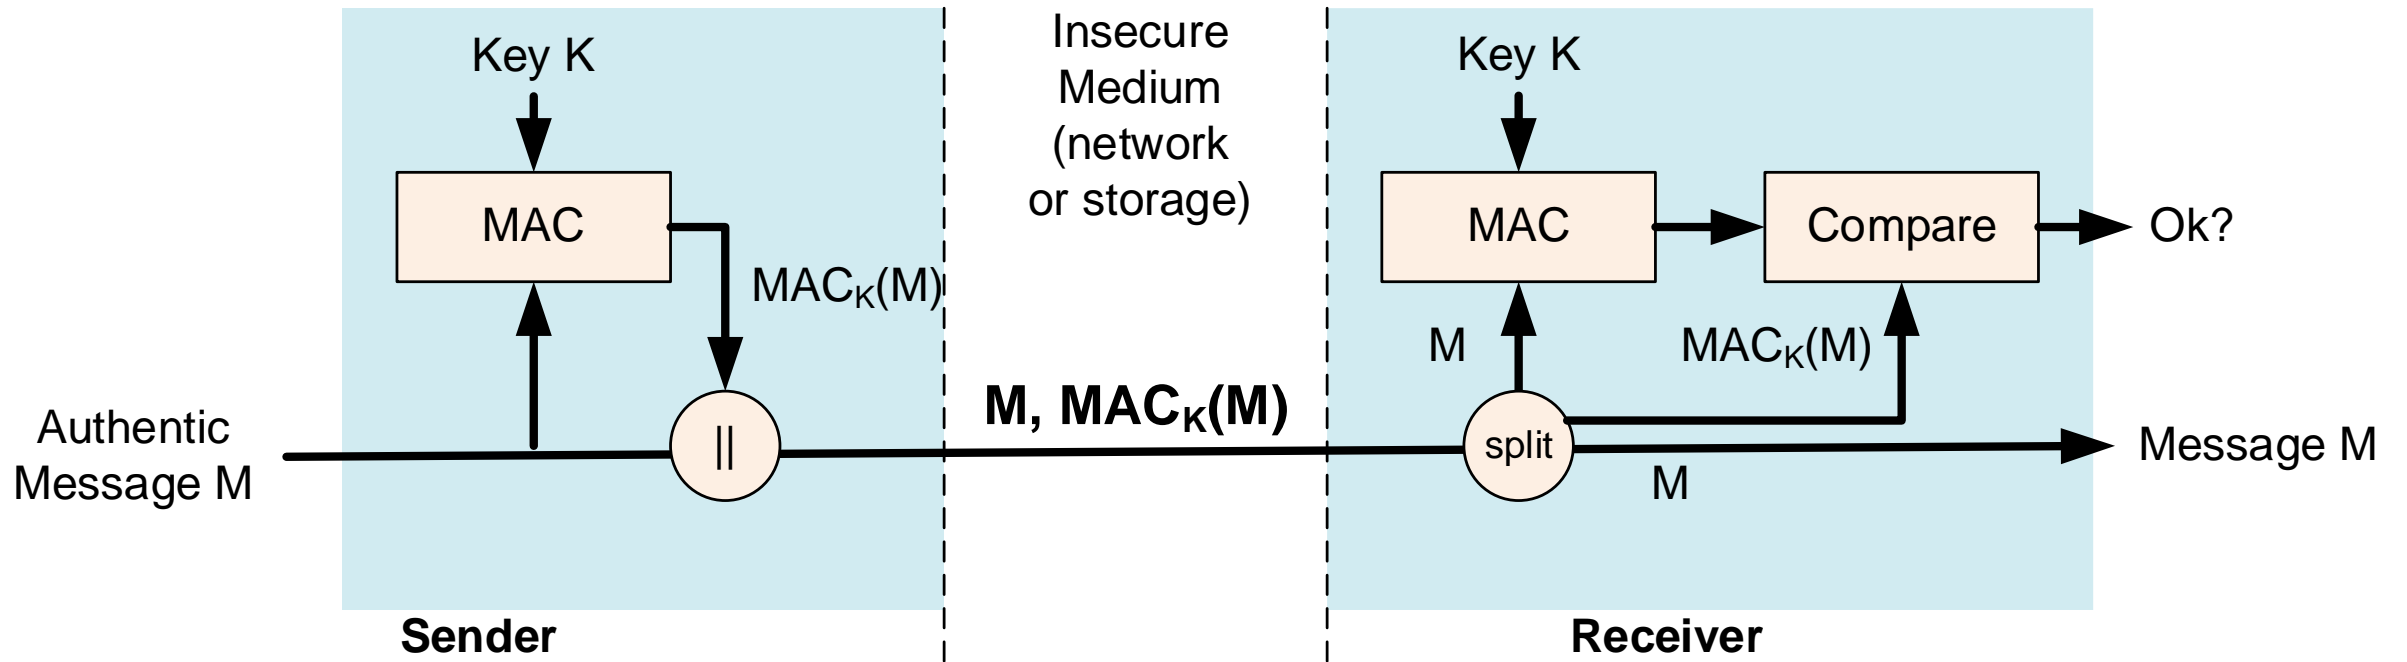 Key K
MAC
MACK(M)
||
Authentic
Message M
Sender
Insecure
Medium
(network
or storage)
M, MACK(M)
Key K
MAC
Compare
Ok?
M
MACK(M)
split
M
Message M
Receiver